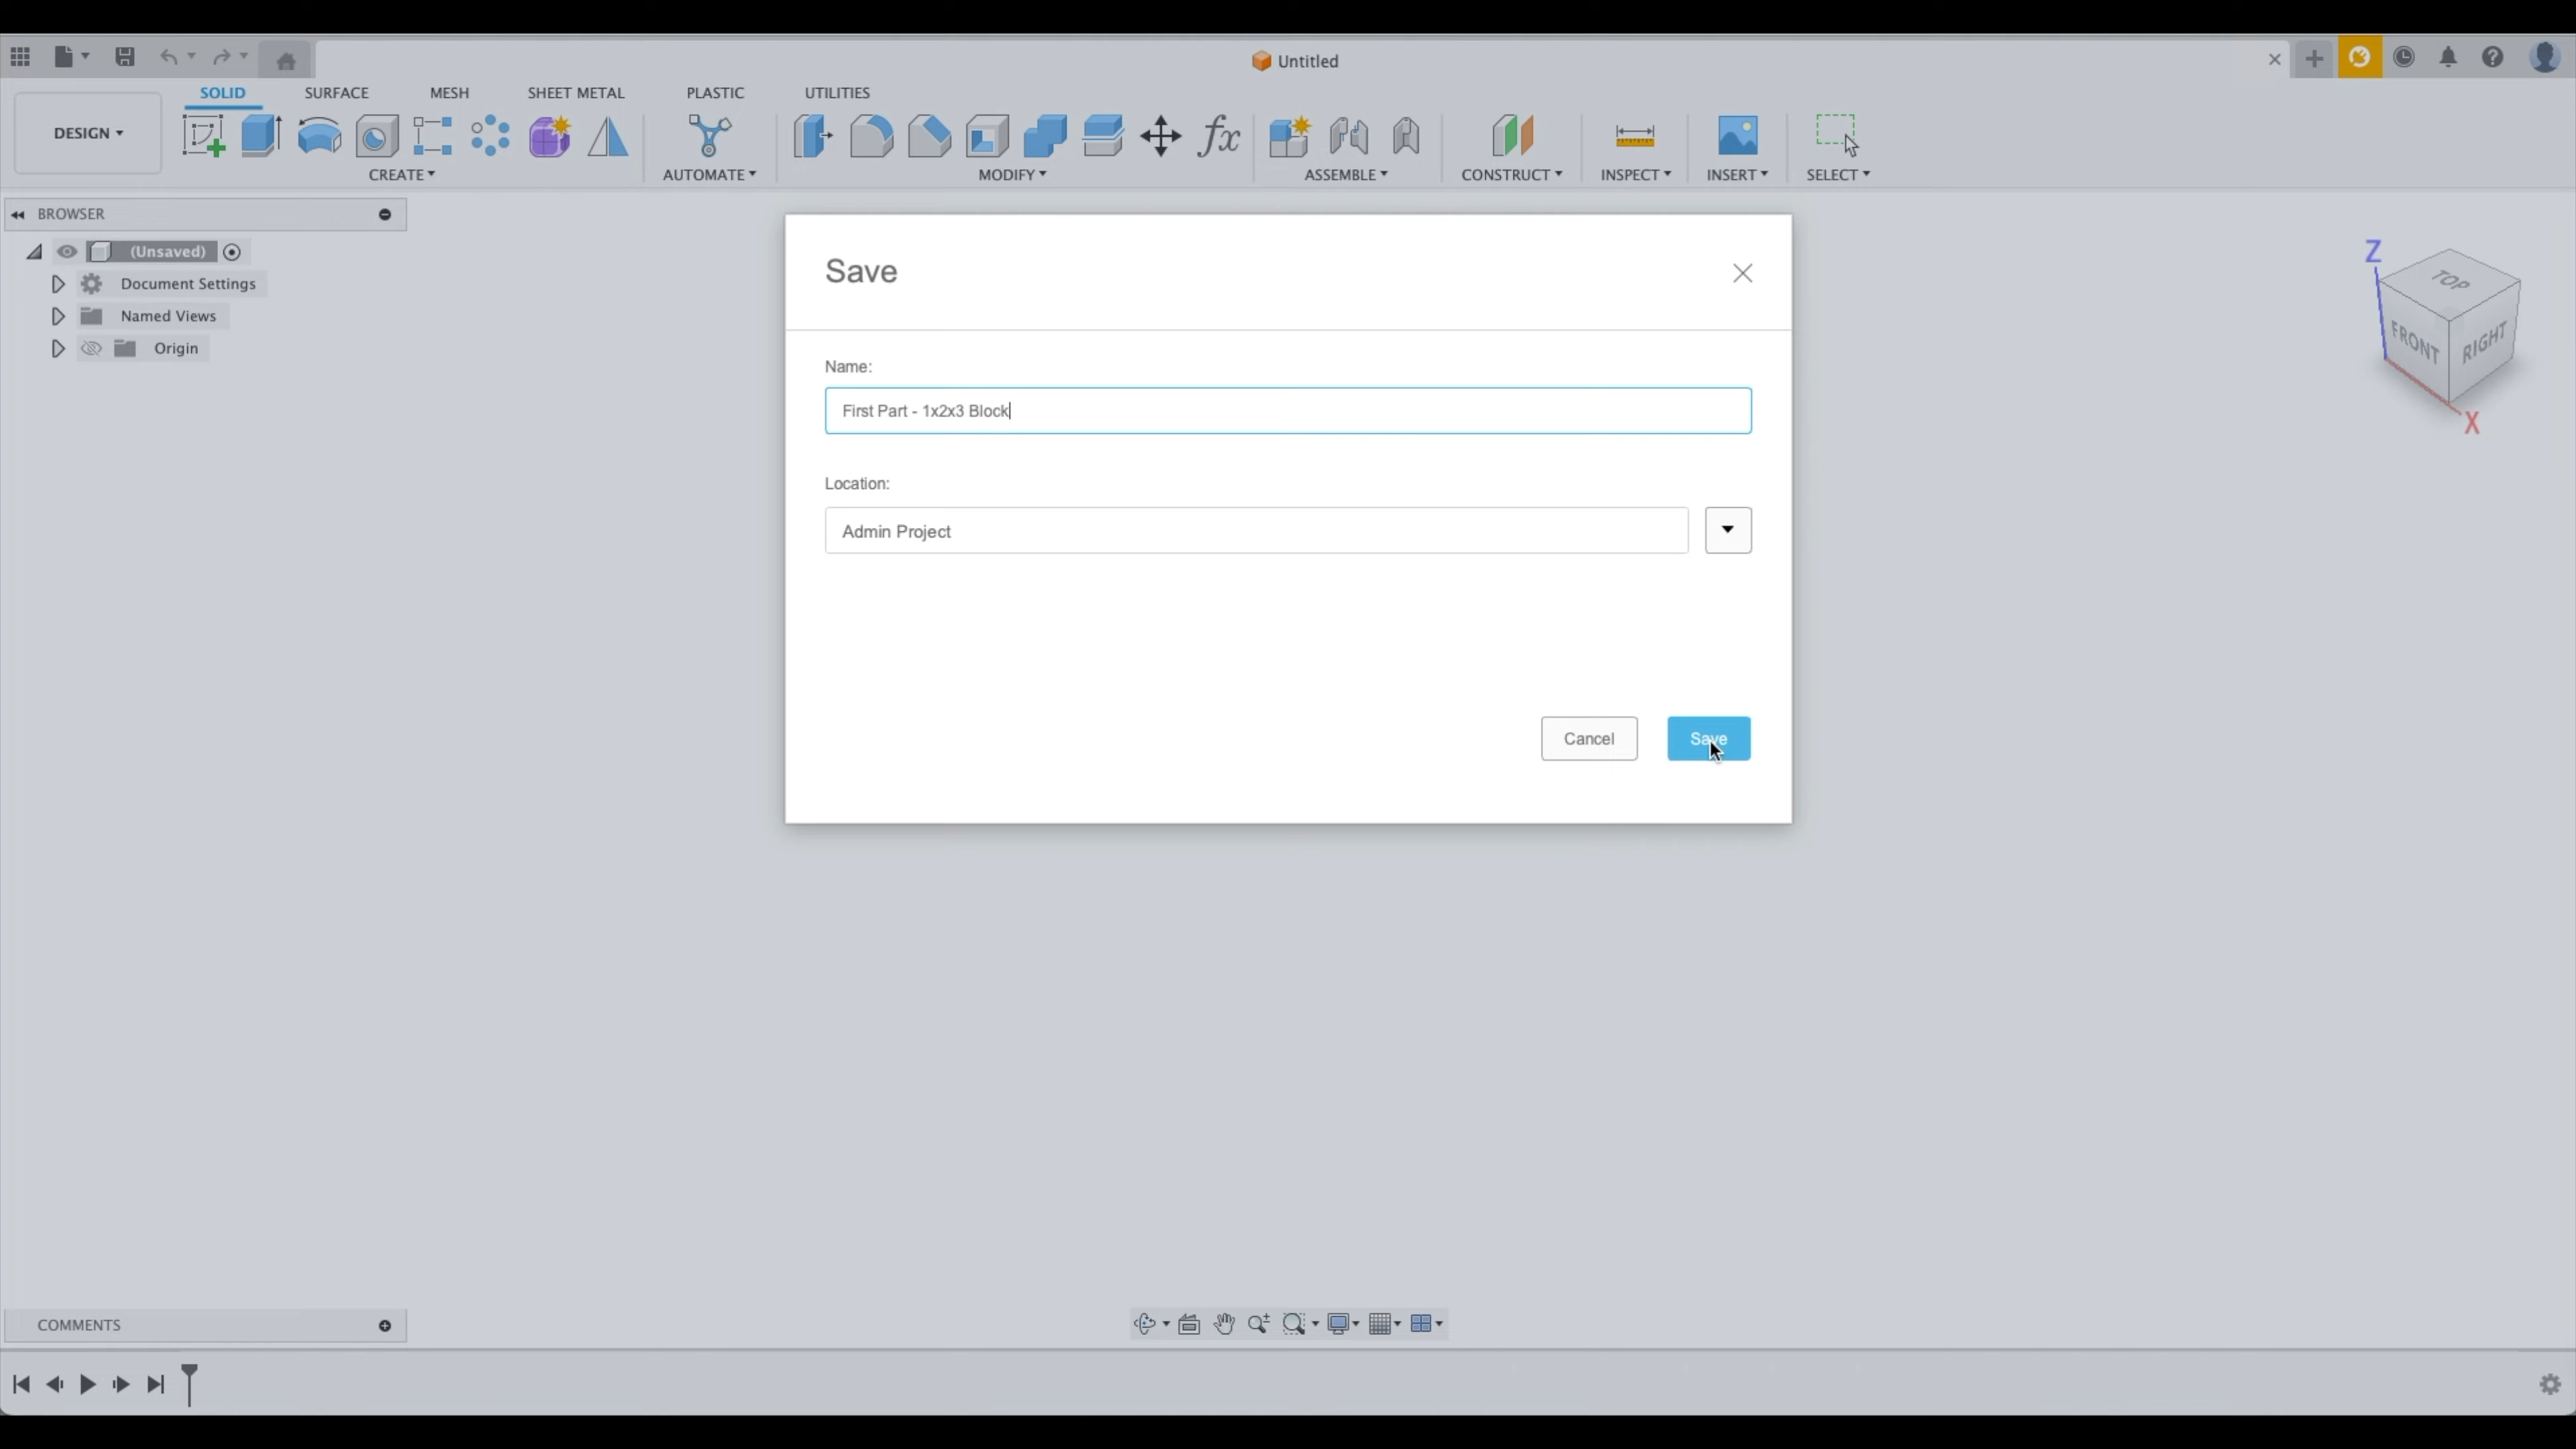 Untitled
SOLID SURFACE MESH SHEET METAL PLASTIC UTILITIES
DESIGN
fx
CREATE AUTOMATE MODIFY ASSEMBLE CONSTRUCT INSPECT INSERT SELECT
BROWSER
(Unsaved)
Document Settings
Named Views
Origin
Save
Name:
First Part - 1x2x3 Block
Location:
Admin Project
Cancel Save
Z
TOP
FRONT RIGHT
X
COMMENTS